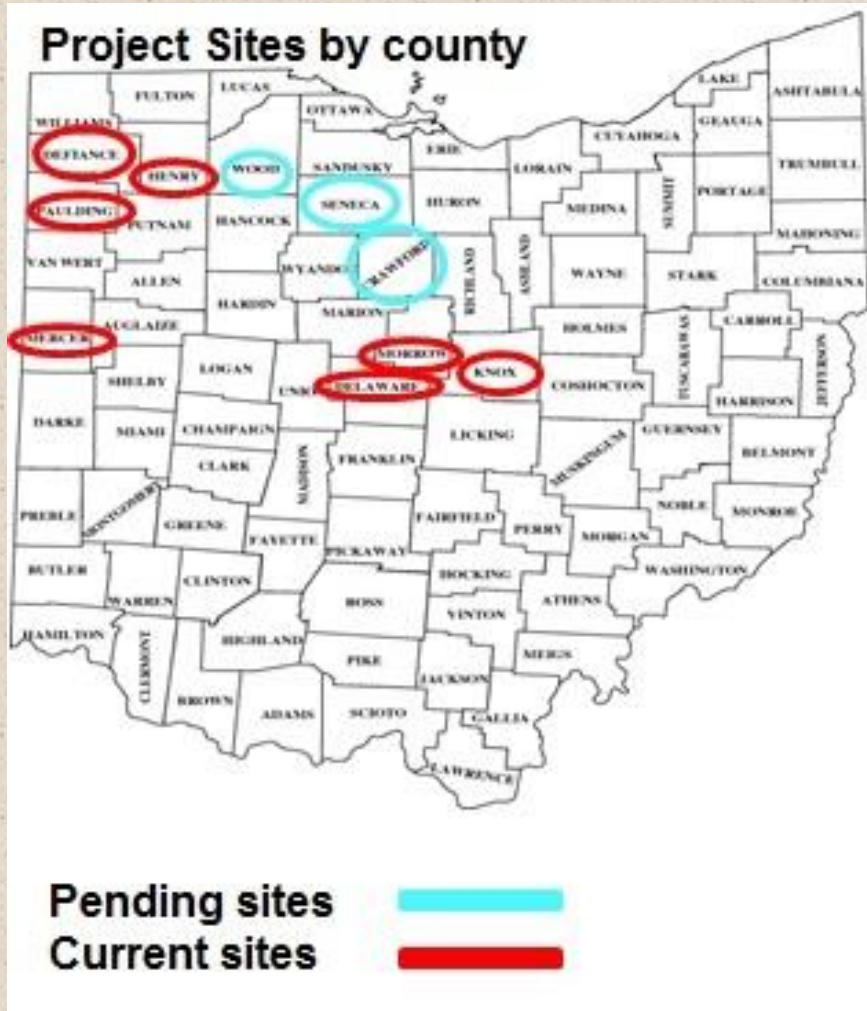 Project Sites by county
LUCAS
FULTON
WILLIAMS
OTTAWA
LAKE
ASHTABULA
GEAUGA
CUYAHOGA
ERIE
DEFIANCE
HENRY
WOOD
SANDUSKY
LORAIN
TRUMBULL
PORTAGE
SUMMIT
MEDINA
HURON
SENECA
PAULDING
PUTNAM
HANCOCK
MAHONING
VAN WERT
ALLEN
WYANDO
CRAWFORD
RICHLAND
ASHLAND
WAYNE
STARK
COLUMBIANA
HARDIN
MARION
MERCER
AUGLAIZE
HOLMES
TUSCARAWAS
CARROLL
JEFFERSON
MORROW
KNOX
LOGAN
SHELBY
UNIO
DELAWARE
COSHOCTON
HARRISON
DARKE
MIAMI
CHAMPAIGN
LICKING
MUSKINGUM
GUERNSEY
BELMONT
CLARK
MADISON
FRANKLIN
PREBLE
MONTGOMERY
GREENE
FAYETTE
PICKAWAY
FAIRFIELD
PERRY
MORGAN
NOBLE
MONROE
BUTLER
WARREN
CLINTON
ROSS
HOCKING
ATHENS
WASHINGTON
HAMILTON
CLERMONT
HIGHLAND
VINTON
MEIGS
BROWN
ADAMS
PIKE
SCIOTO
JACKSON
GALLIA
LAWRENCE
Pending sites
Current sites